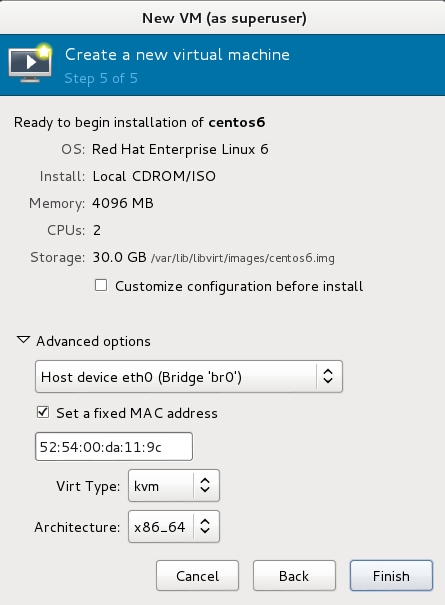 New VM (as superuser)
Create a new virtual machine
Step 5 of 5
Ready to begin installation of centos6
OS: Red Hat Enterprise Linux 6
Install: Local CDROM/ISO
Memory: 4096 MB
CPUs: 2
Storage: 30.0 GB /var/lib/libvirt/images/centos6.img
Customize configuration before install
Advanced options
Host device eth0 (Bridge 'br0')
Set a fixed MAC address
52:54:00:da:11:9c
Virt Type: kvm
Architecture: x86_64
Cancel Back Finish